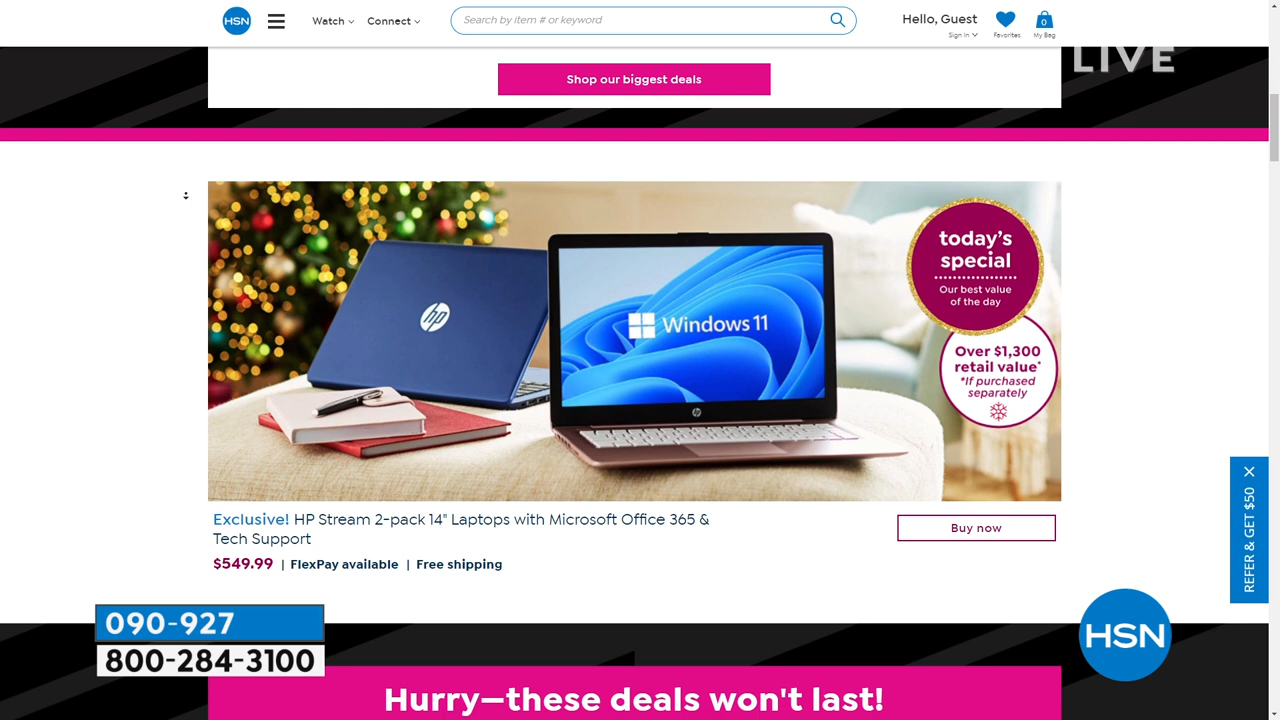 HSN
Watch
Connect
Search by item # or keyword
Hello, Guest
Sign In
Favorites
0
My Bag
LIVE
Shop our biggest deals
today's
special
Our best value
of the day
hp
Windows 11
hp
Over $1,300
retail value*
*If purchased
separately
Exclusive! HP Stream 2-pack 14" Laptops with Microsoft Office 365 &
Tech Support
Buy now
$549.99 | FlexPay available | Free shipping
REFER & GET $50
090-927
800-284-3100
HSN
Hurry—these deals won't last!